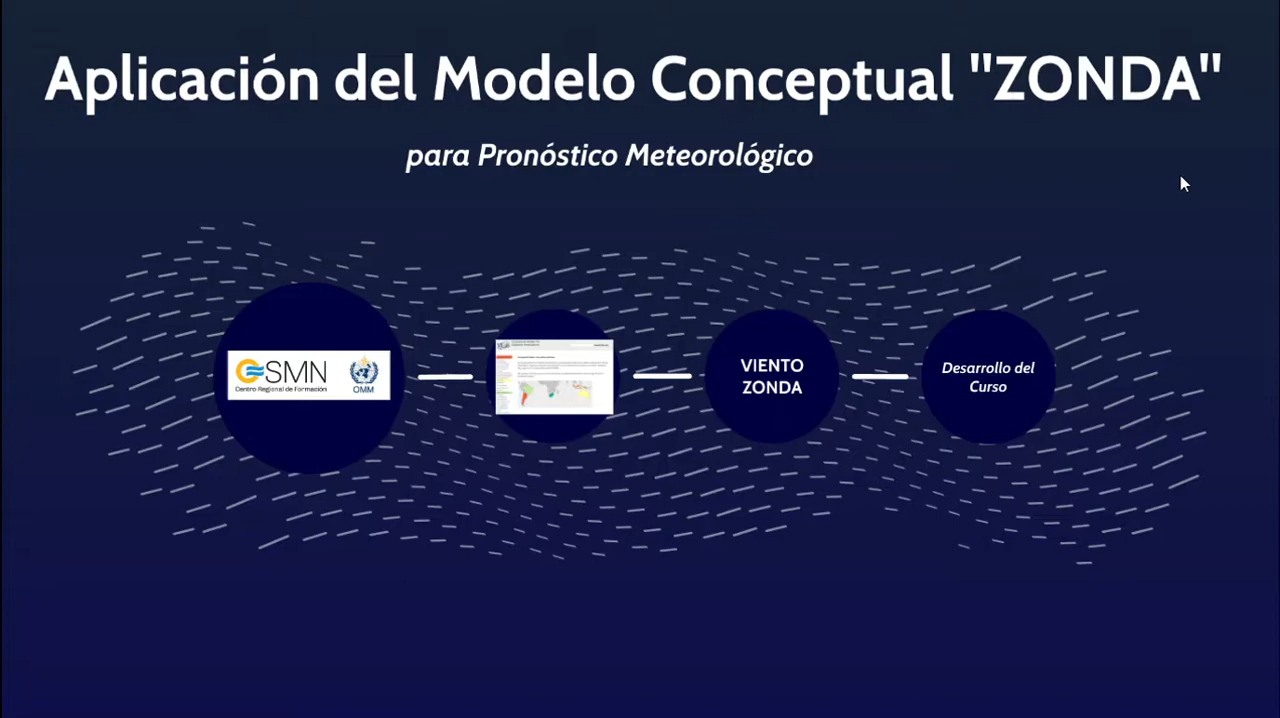 Aplicación del Modelo Conceptual "ZONDA"
para Pronóstico Meteorológico
SMN
Centro Regional de Formación
OMM
VIENTO
ZONDA
Desarrollo del
Curso